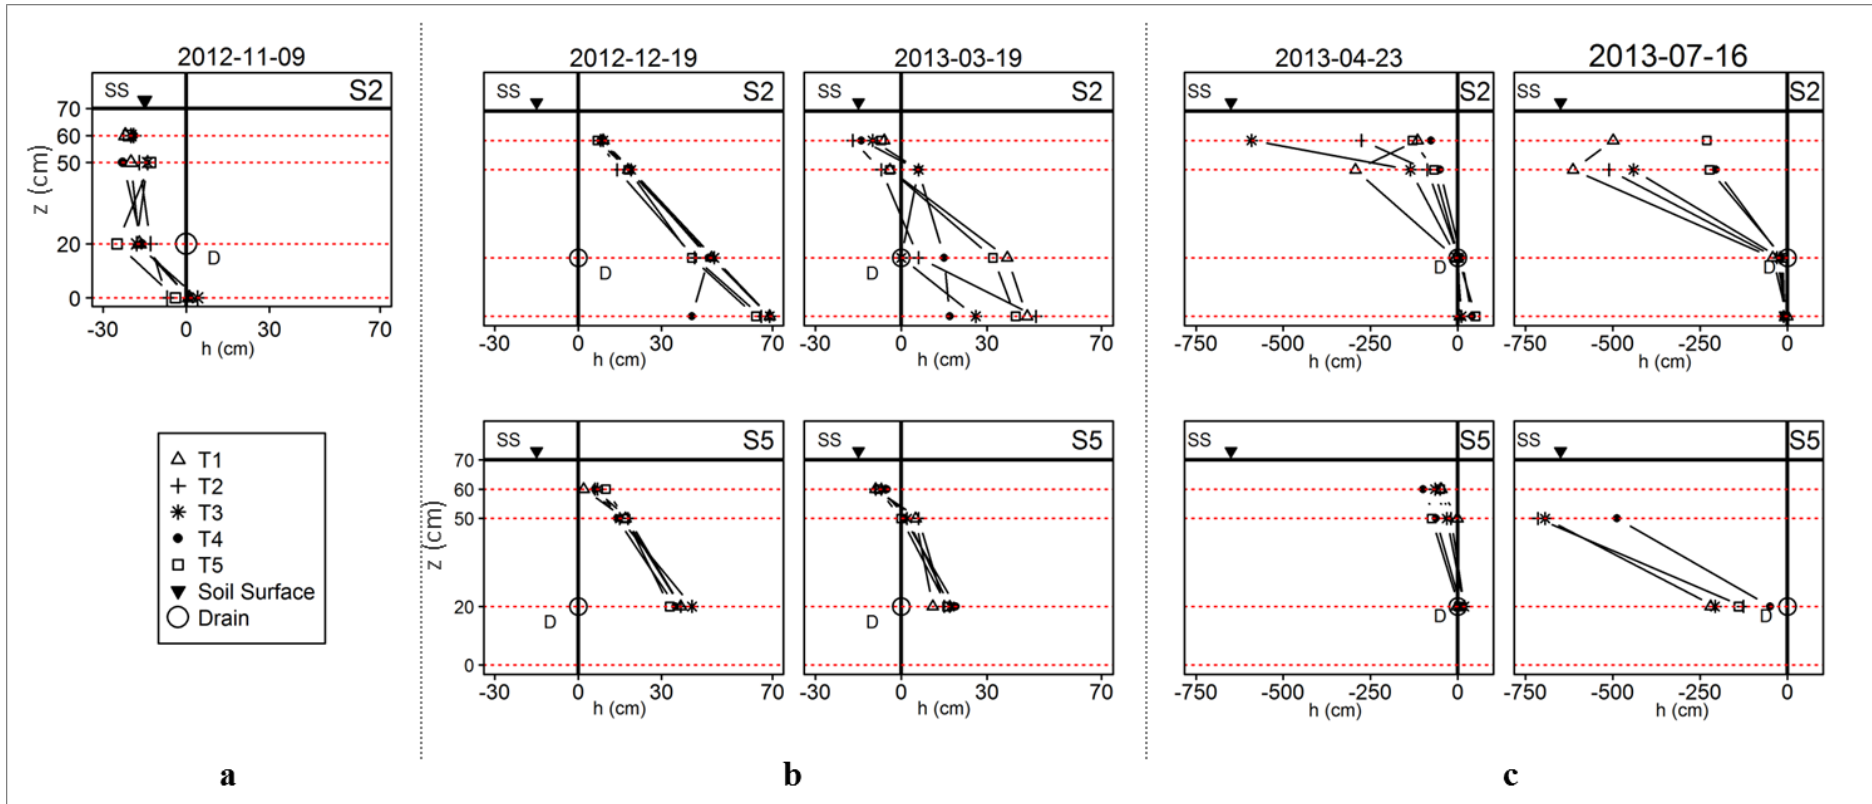 2012-11-09
SS
S2
70
60
50
20
0
z (cm)
D
-30
0
30
70
h (cm)
T1
T2
T3
T4
T5
Soil Surface
Drain
a
2012-12-19
SS
S2
D
-30
0
30
70
h (cm)
2013-03-19
SS
S2
D
-30
0
30
70
h (cm)
SS
S5
70
60
50
20
0
D
-30
0
30
70
h (cm)
SS
S5
z (cm)
D
-30
0
30
70
h (cm)
b
2013-04-23
SS
S2
D
-750
-500
-250
0
h (cm)
2013-07-16
SS
S2
D
-750
-500
-250
0
h (cm)
SS
S5
D
-750
-500
-250
0
h (cm)
SS
S5
D
-750
-500
-250
0
h (cm)
c